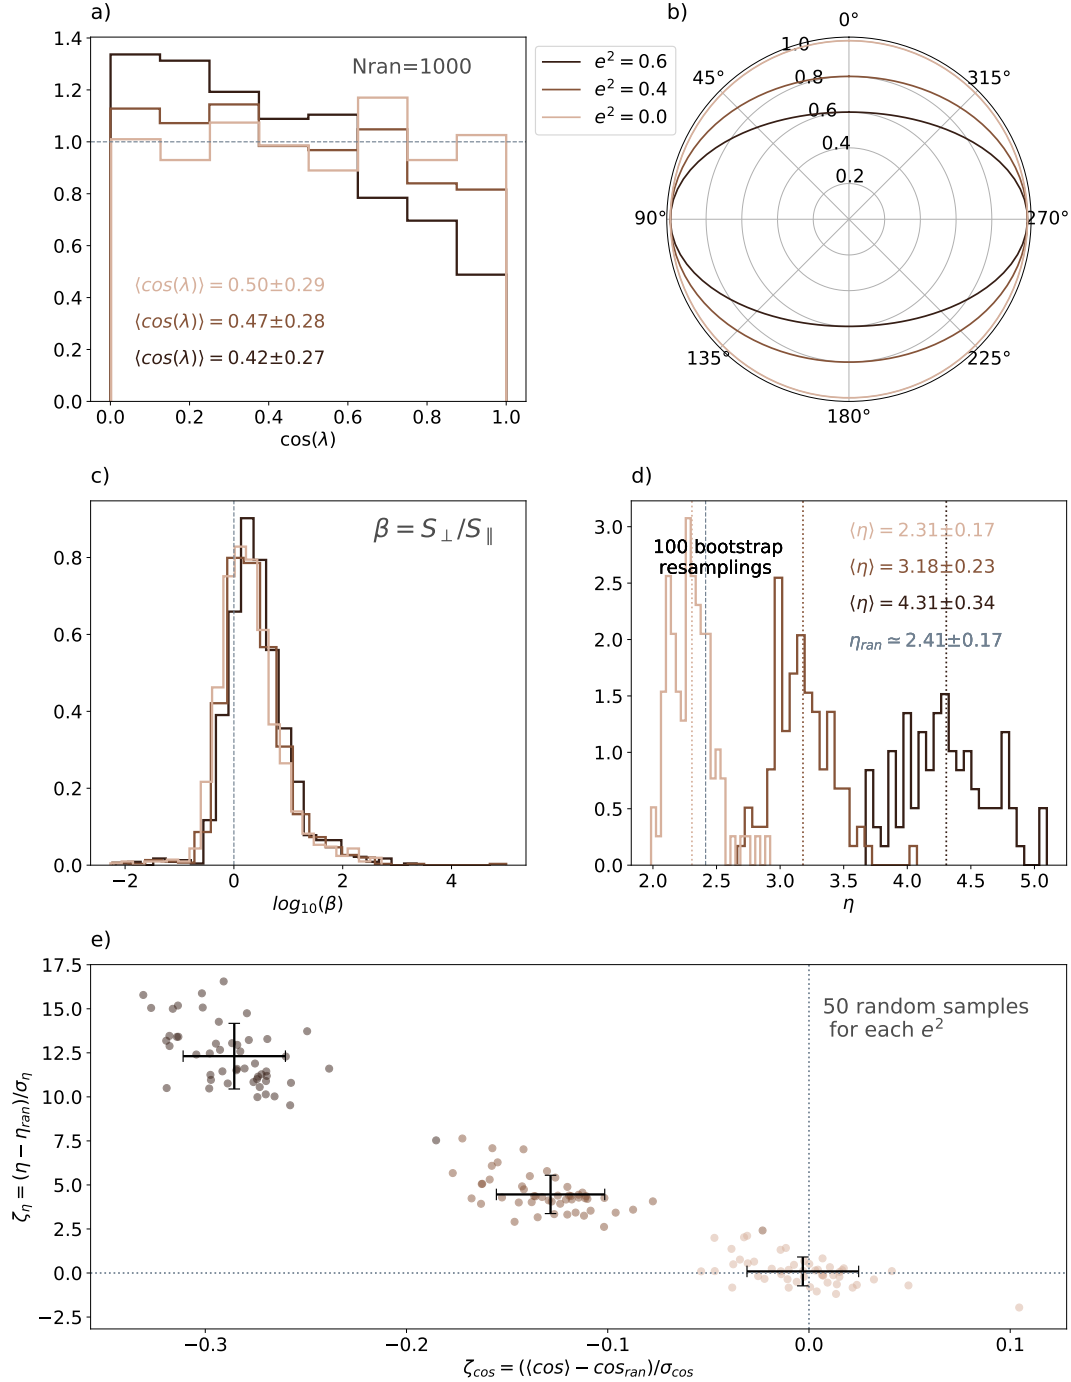 a)
1.4
1.2
1.0
0.8
0.6
0.4
0.2
0.0
Nran=1000
⟨cos(λ)⟩ = 0.50±0.29
⟨cos(λ)⟩ = 0.47±0.28
⟨cos(λ)⟩ = 0.42±0.27
0.0 0.2 0.4 0.6 0.8 1.0
cos(λ)
e² = 0.6
e² = 0.4
e² = 0.0
b)
0°
45°
315°
90°
270°
135°
225°
180°
1.0
0.8
0.6
0.4
0.2
c)
0.8
0.6
0.4
0.2
0.0
β = S⊥/S∥
−2 0 2 4
log₁₀(β)
d)
3.0
2.5
2.0
1.5
1.0
0.5
0.0
100 bootstrap
resamplings
⟨η⟩ = 2.31±0.17
⟨η⟩ = 3.18±0.23
⟨η⟩ = 4.31±0.34
ηran ≃ 2.41±0.17
2.0 2.5 3.0 3.5 4.0 4.5 5.0
η
e)
17.5
15.0
12.5
10.0
7.5
5.0
2.5
0.0
−2.5
ζη = (η − ηran)/ση
50 random samples
for each e²
−0.3 −0.2 −0.1 0.0 0.1
ζcos = (⟨cos⟩ − cosran)/σcos